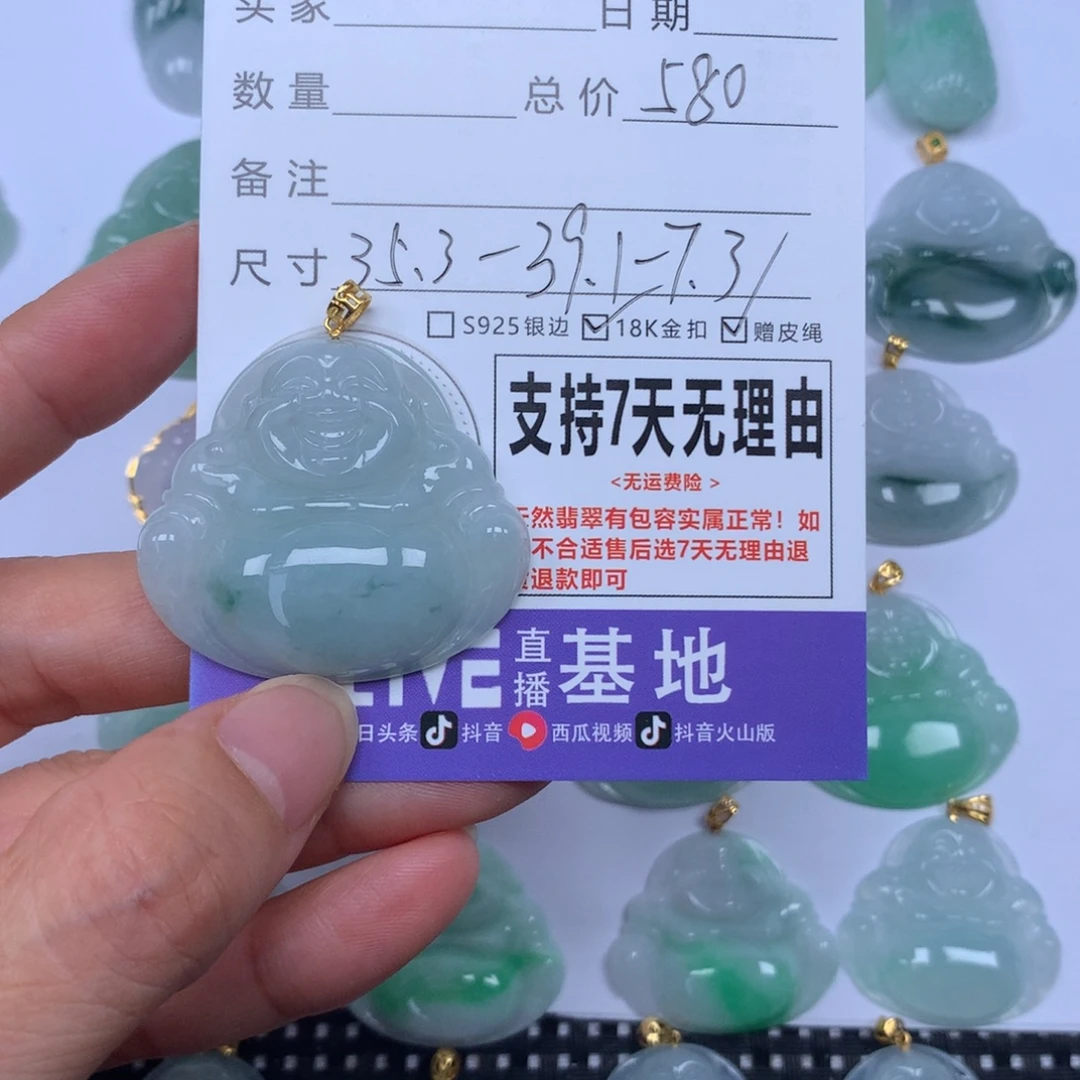 买家 日期
数量 总价 580
备注
尺寸 35.3-39.1-7.3
S925银边 18K金扣 赠皮绳
支持7天无理由
<无运费险>
天然翡翠有包容实属正常！如
不合适售后选7天无理由退
退款即可
LIVE 直播 基地
日头条 抖音 西瓜视频 抖音火山版